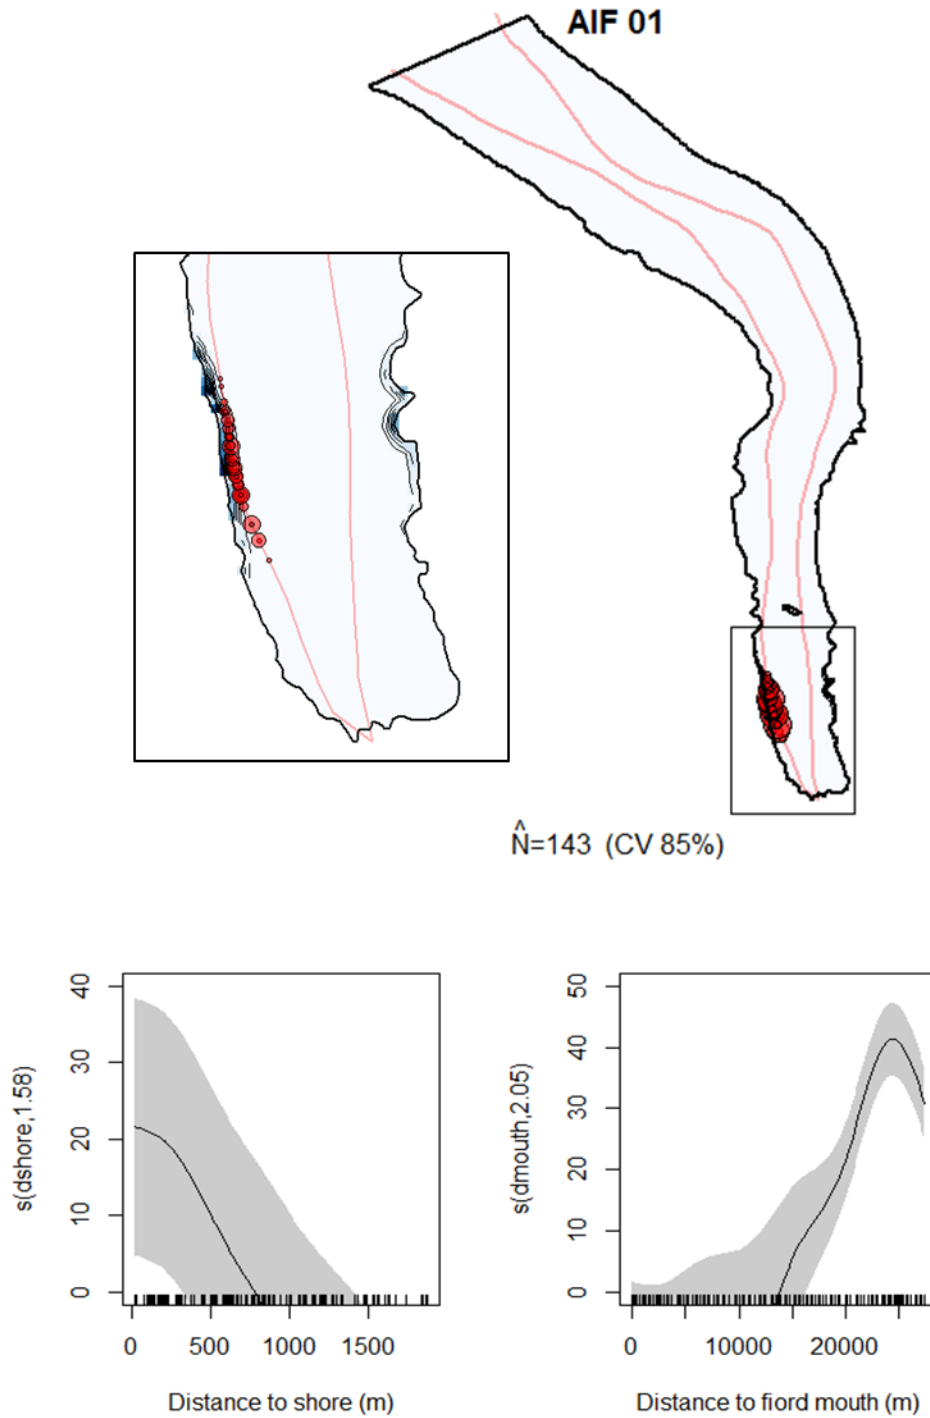 AIF 01
N̂=143 (CV 85%)
s(dshore,1.58)
40
30
20
10
0
0 500 1000 1500
Distance to shore (m)
s(dmouth,2.05)
50
40
30
20
10
0
0 10000 20000
Distance to fiord mouth (m)